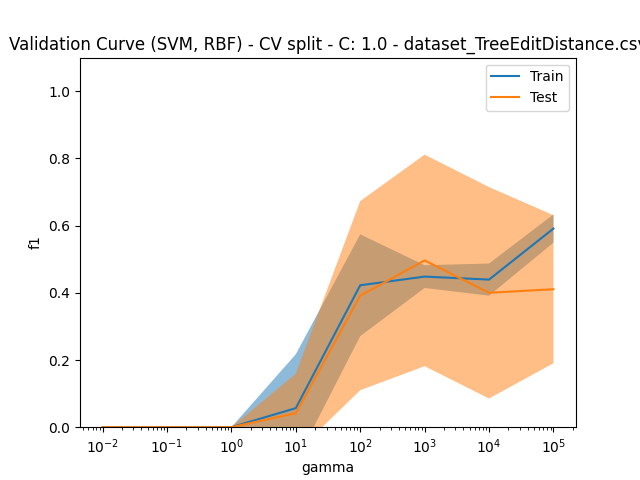 Validation Curve (SVM, RBF) - CV split - C: 1.0 - dataset_TreeEditDistance.csv
Train
Test
1.0
0.8
0.6
0.4
0.2
0.0
f1
10⁻² 10⁻¹ 10⁰ 10¹ 10² 10³ 10⁴ 10⁵
gamma